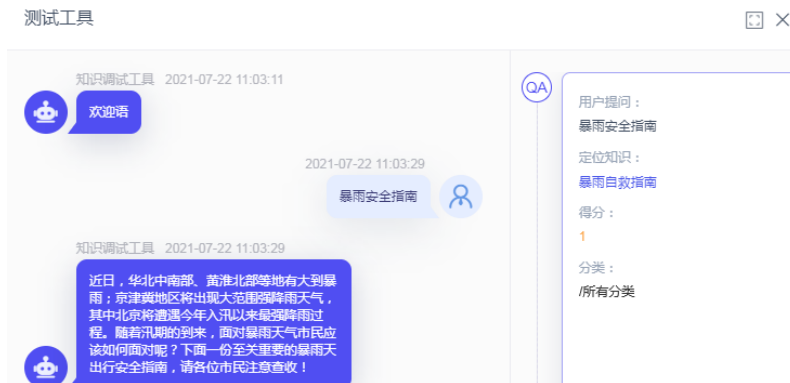 测试工具
知识调试工具 2021-07-22 11:03:11
欢迎语
2021-07-22 11:03:29
暴雨安全指南
知识调试工具 2021-07-22 11:03:29
近日，华北中南部、黄淮北部等地有大到暴
雨；京津冀地区将出现大范围强降雨天气，
其中北京将遭遇今年入汛以来最强降雨过
程。随着汛期的到来，面对暴雨天气市民应
该如何面对呢？下面一份至关重要的暴雨天
出行安全指南，请各位市民注意查收！
QA
用户提问：
暴雨安全指南
定位知识：
暴雨自救指南
得分：
1
分类：
/所有分类